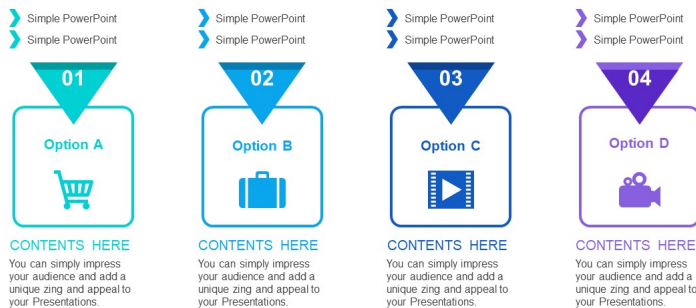 Simple PowerPoint
Simple PowerPoint
01
Option A
CONTENTS HERE
You can simply impress
your audience and add a
unique zing and appeal to
your Presentations.
Simple PowerPoint
Simple PowerPoint
02
Option B
CONTENTS HERE
You can simply impress
your audience and add a
unique zing and appeal to
your Presentations.
Simple PowerPoint
Simple PowerPoint
03
Option C
CONTENTS HERE
You can simply impress
your audience and add a
unique zing and appeal to
your Presentations.
Simple PowerPoint
Simple PowerPoint
04
Option D
CONTENTS HERE
You can simply impress
your audience and add a
unique zing and appeal to
your Presentations.